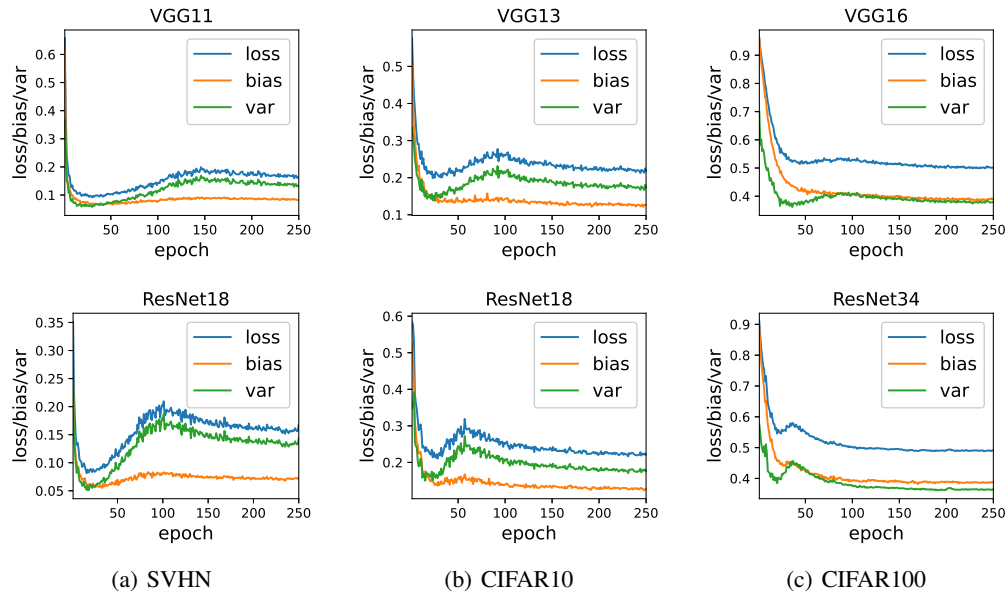 VGG11
loss/bias/var
0.6
0.5
0.4
0.3
0.2
0.1
loss
bias
var
50 100 150 200 250
epoch
VGG13
loss/bias/var
0.5
0.4
0.3
0.2
0.1
loss
bias
var
50 100 150 200 250
epoch
VGG16
loss/bias/var
0.9
0.8
0.7
0.6
0.5
0.4
loss
bias
var
50 100 150 200 250
epoch
ResNet18
loss/bias/var
0.35
0.30
0.25
0.20
0.15
0.10
0.05
loss
bias
var
50 100 150 200 250
epoch
ResNet18
loss/bias/var
0.6
0.5
0.4
0.3
0.2
loss
bias
var
50 100 150 200 250
epoch
ResNet34
loss/bias/var
0.9
0.8
0.7
0.6
0.5
0.4
loss
bias
var
50 100 150 200 250
epoch
(a) SVHN
(b) CIFAR10
(c) CIFAR100